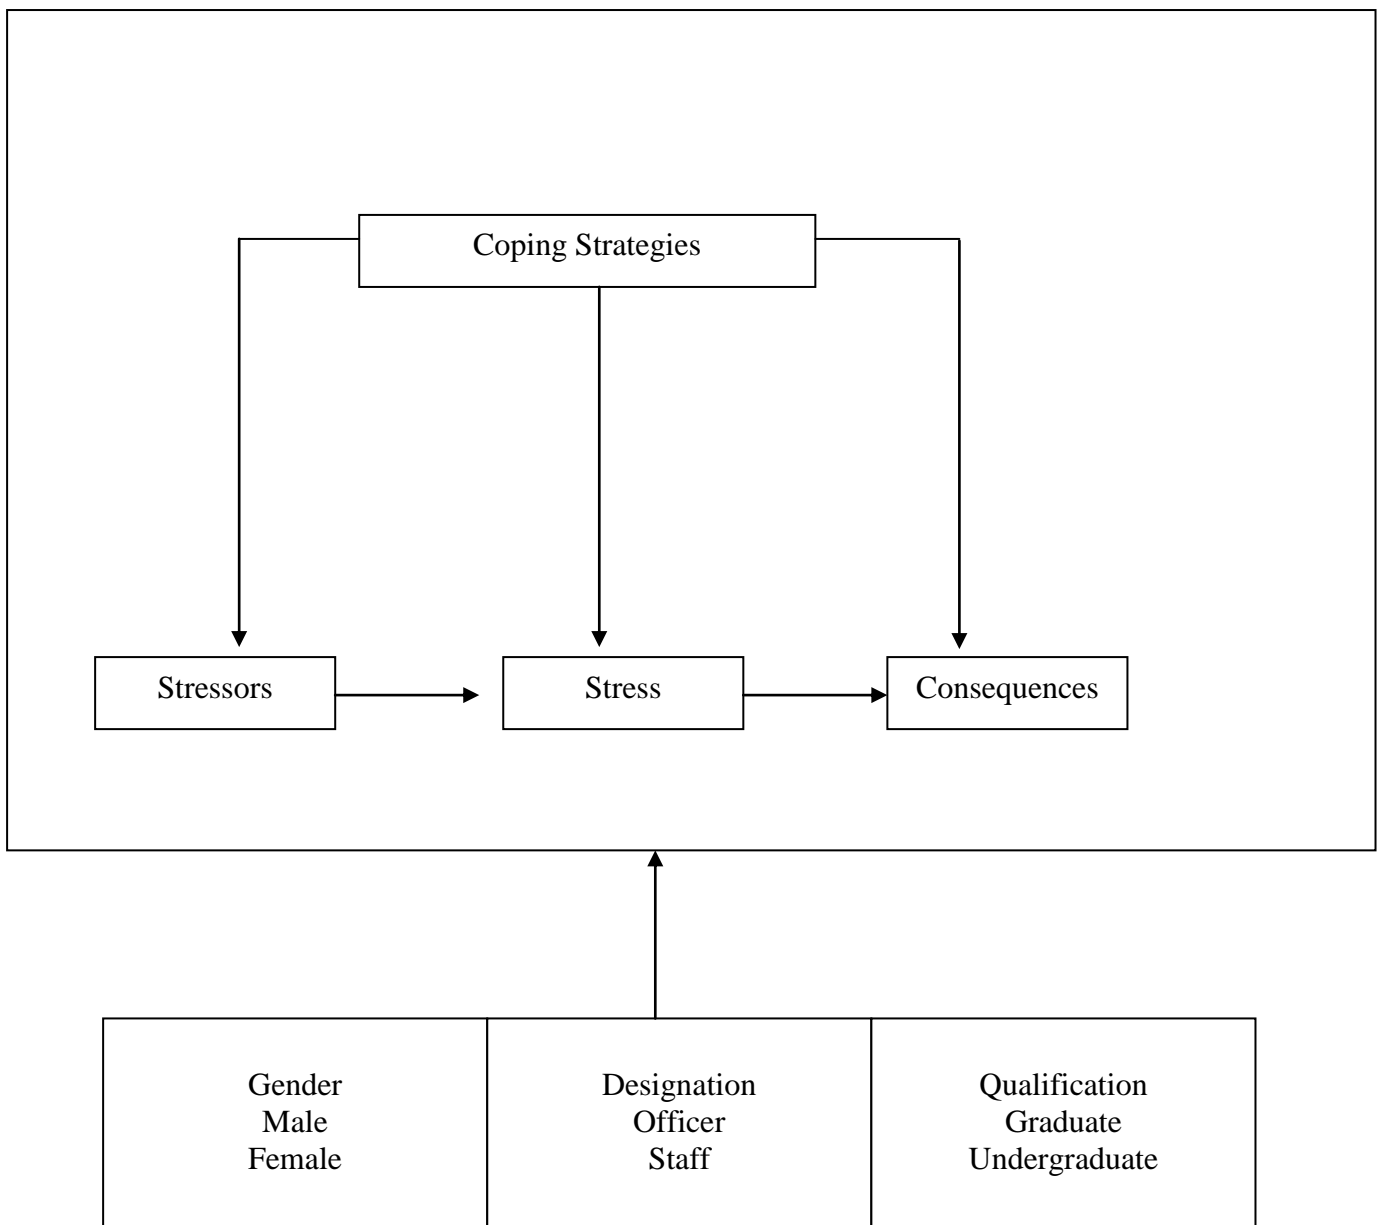 Coping Strategies
Stressors
Stress
Consequences
Gender
Male
Female
Designation
Officer
Staff
Qualification
Graduate
Undergraduate